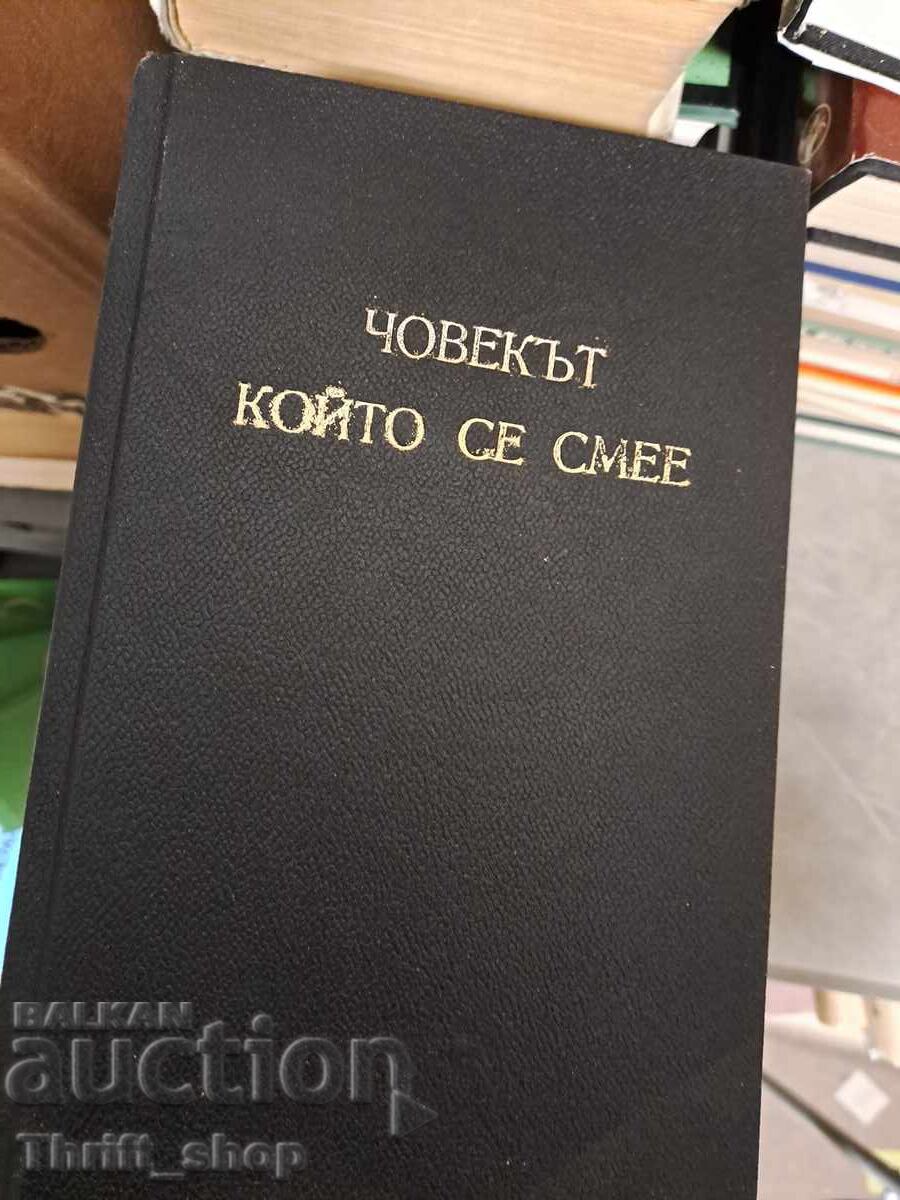 ЧОВЕКЪТ
КОЙТО СЕ СМЕЕ
BALKAN
auction
Thrift_shop